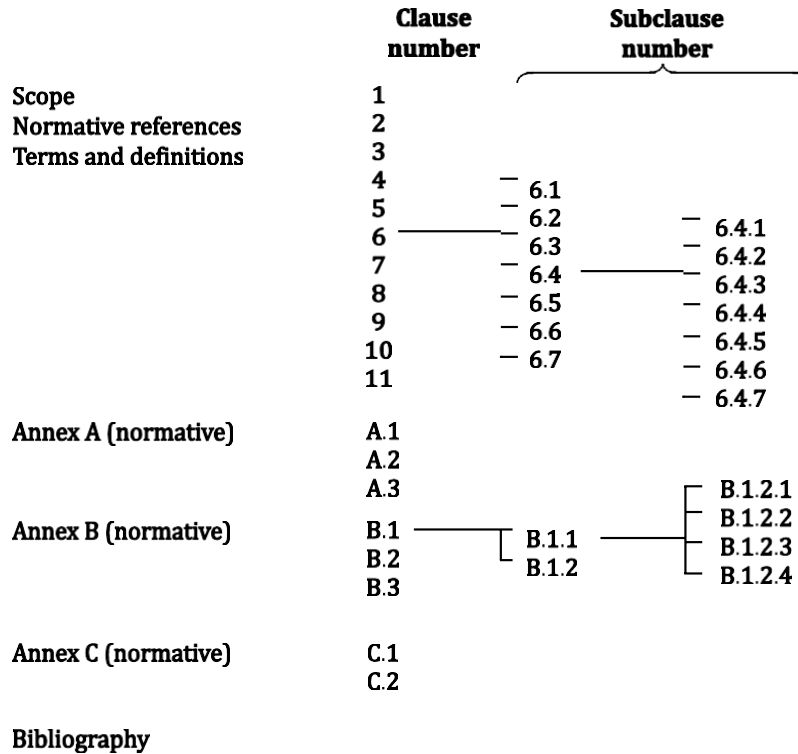 Clause number
Subclause number
Scope 1
Normative references 2
Terms and definitions 3
4
5
6
7
8
9
10
11
6.1
6.2
6.3
6.4
6.5
6.6
6.7
6.4.1
6.4.2
6.4.3
6.4.4
6.4.5
6.4.6
6.4.7
Annex A (normative) A.1
A.2
A.3
Annex B (normative) B.1
B.2
B.3
B.1.1
B.1.2
B.1.2.1
B.1.2.2
B.1.2.3
B.1.2.4
Annex C (normative) C.1
C.2
Bibliography